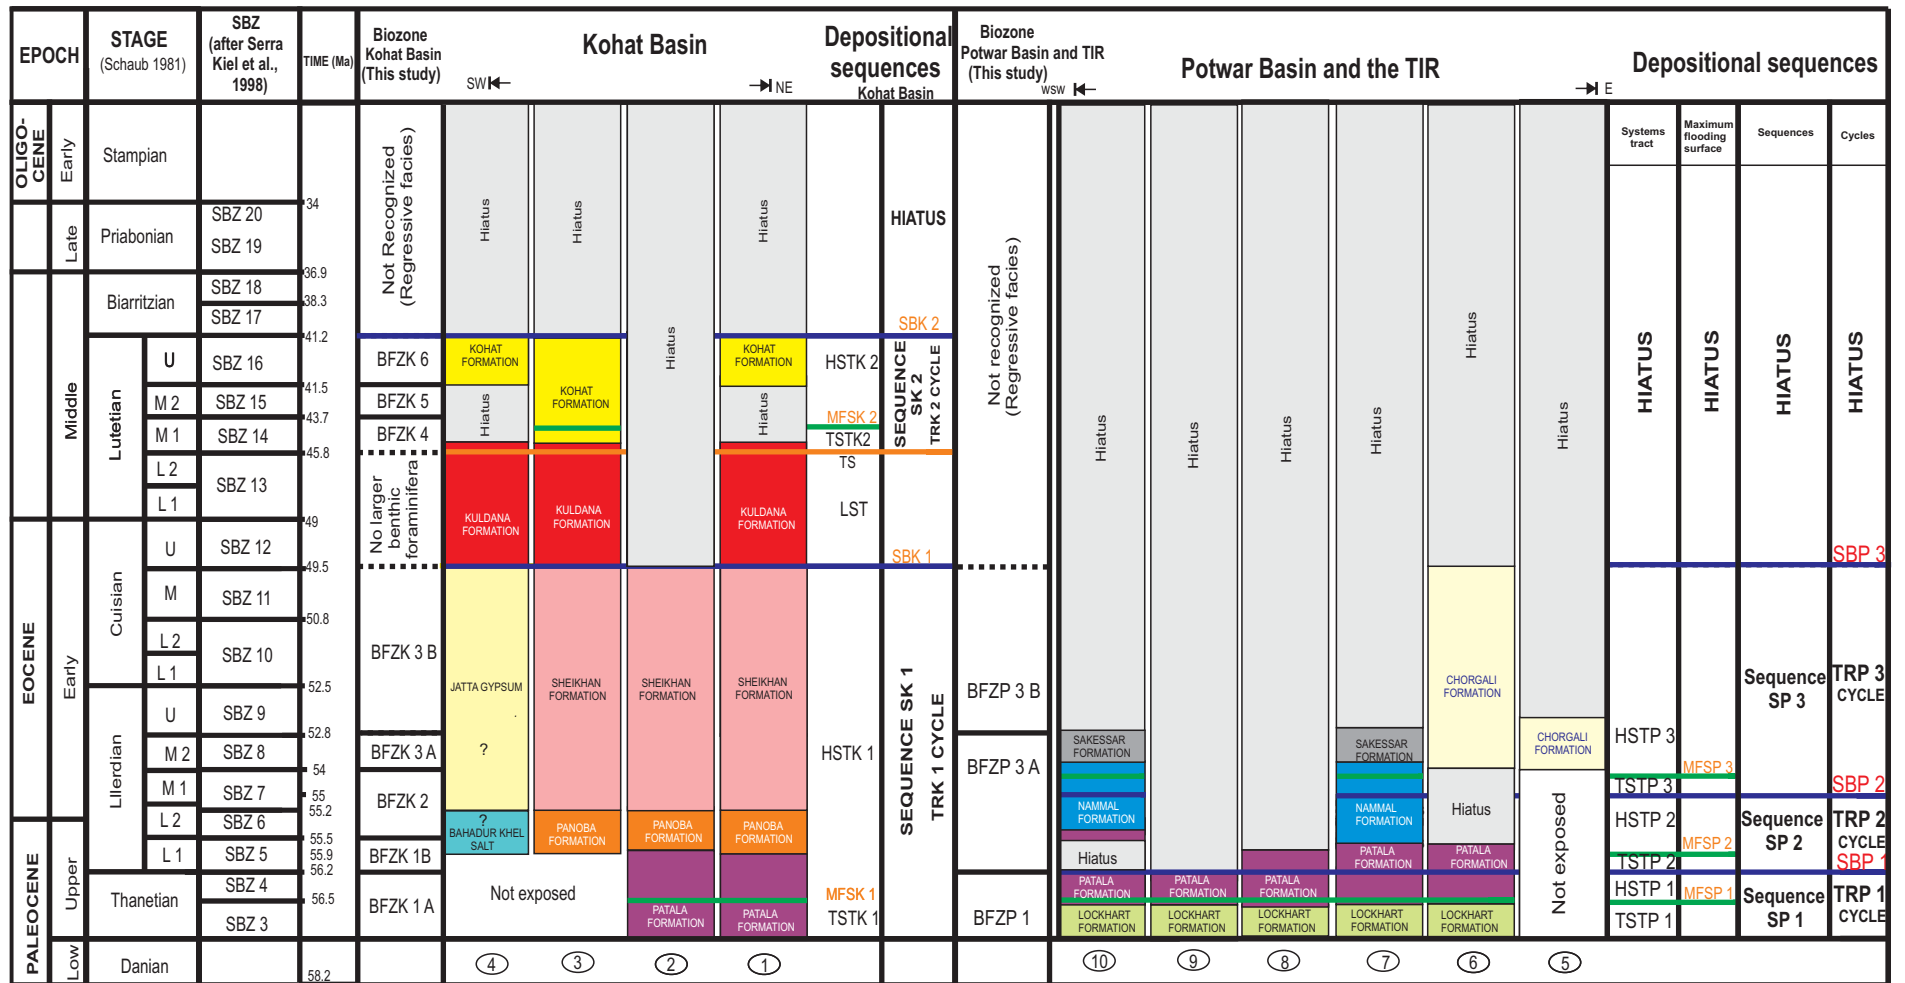 EPOCH
STAGE
(Schaub 1981)
SBZ
(after Serra
Kiel et al.,
1998)
TIME (Ma)
Biozone
Kohat Basin
(This study)
Kohat Basin
SW
NE
Depositional
sequences
Kohat Basin
Biozone
Potwar Basin and TIR
(This study)
WSW
Potwar Basin and the TIR
E
Depositional sequences
Systems
tract
Maximum
flooding
surface
Sequences
Cycles
OLIGO-
CENE
EOCENE
PALEOCENE
Early
Late
Middle
Early
Upper
Low
Stampian
Priabonian
Biarritzian
Lutetian
Cuisian
LIlerdian
Thanetian
Danian
U
M 2
M 1
L 2
L 1
U
M
L 2
L 1
U
M 2
M 1
L 2
L 1
SBZ 20
SBZ 19
SBZ 18
SBZ 17
SBZ 16
SBZ 15
SBZ 14
SBZ 13
SBZ 12
SBZ 11
SBZ 10
SBZ 9
SBZ 8
SBZ 7
SBZ 6
SBZ 5
SBZ 4
SBZ 3
34
36.9
38.3
41.2
41.5
43.7
45.8
49
49.5
50.8
52.5
52.8
54
55
55.2
55.5
55.9
56.2
56.5
58.2
Not Recognized
(Regressive facies)
BFZK 6
BFZK 5
BFZK 4
No larger
benthic
foraminifera
BFZK 3 B
BFZK 3 A
BFZK 2
BFZK 1B
BFZK 1 A
Hiatus
KOHAT
FORMATION
Hiatus
KULDANA
FORMATION
JATTA GYPSUM
.
?
?
BAHADUR KHEL
SALT
Not exposed
4
Hiatus
KOHAT
FORMATION
KULDANA
FORMATION
SHEIKHAN
FORMATION
PANOBA
FORMATION
3
Hiatus
SHEIKHAN
FORMATION
PANOBA
FORMATION
PATALA
FORMATION
2
Hiatus
KOHAT
FORMATION
Hiatus
KULDANA
FORMATION
SHEIKHAN
FORMATION
PANOBA
FORMATION
PATALA
FORMATION
1
HSTK 2
MFSK 2
TSTK2
TS
LST
HSTK 1
MFSK 1
TSTK 1
HIATUS
SBK 2
SEQUENCE
SK 2
TRK 2 CYCLE
SBK 1
SEQUENCE SK 1
TRK 1 CYCLE
Not recognized
(Regressive facies)
BFZP 3 B
BFZP 3 A
BFZP 1
Hiatus
SAKESSAR
FORMATION
NAMMAL
FORMATION
Hiatus
PATALA
FORMATION
LOCKHART
FORMATION
10
Hiatus
PATALA
FORMATION
LOCKHART
FORMATION
9
Hiatus
PATALA
FORMATION
LOCKHART
FORMATION
8
Hiatus
SAKESSAR
FORMATION
NAMMAL
FORMATION
PATALA
FORMATION
LOCKHART
FORMATION
7
Hiatus
CHORGALI
FORMATION
Hiatus
PATALA
FORMATION
LOCKHART
FORMATION
6
Hiatus
CHORGALI
FORMATION
Not exposed
5
HIATUS
HSTP 3
TSTP 3
HSTP 2
TSTP 2
HSTP 1
TSTP 1
HIATUS
MFSP 3
MFSP 2
MFSP 1
HIATUS
Sequence
SP 3
Sequence
SP 2
Sequence
SP 1
HIATUS
SBP 3
TRP 3
CYCLE
SBP 2
TRP 2
CYCLE
SBP 1
TRP 1
CYCLE